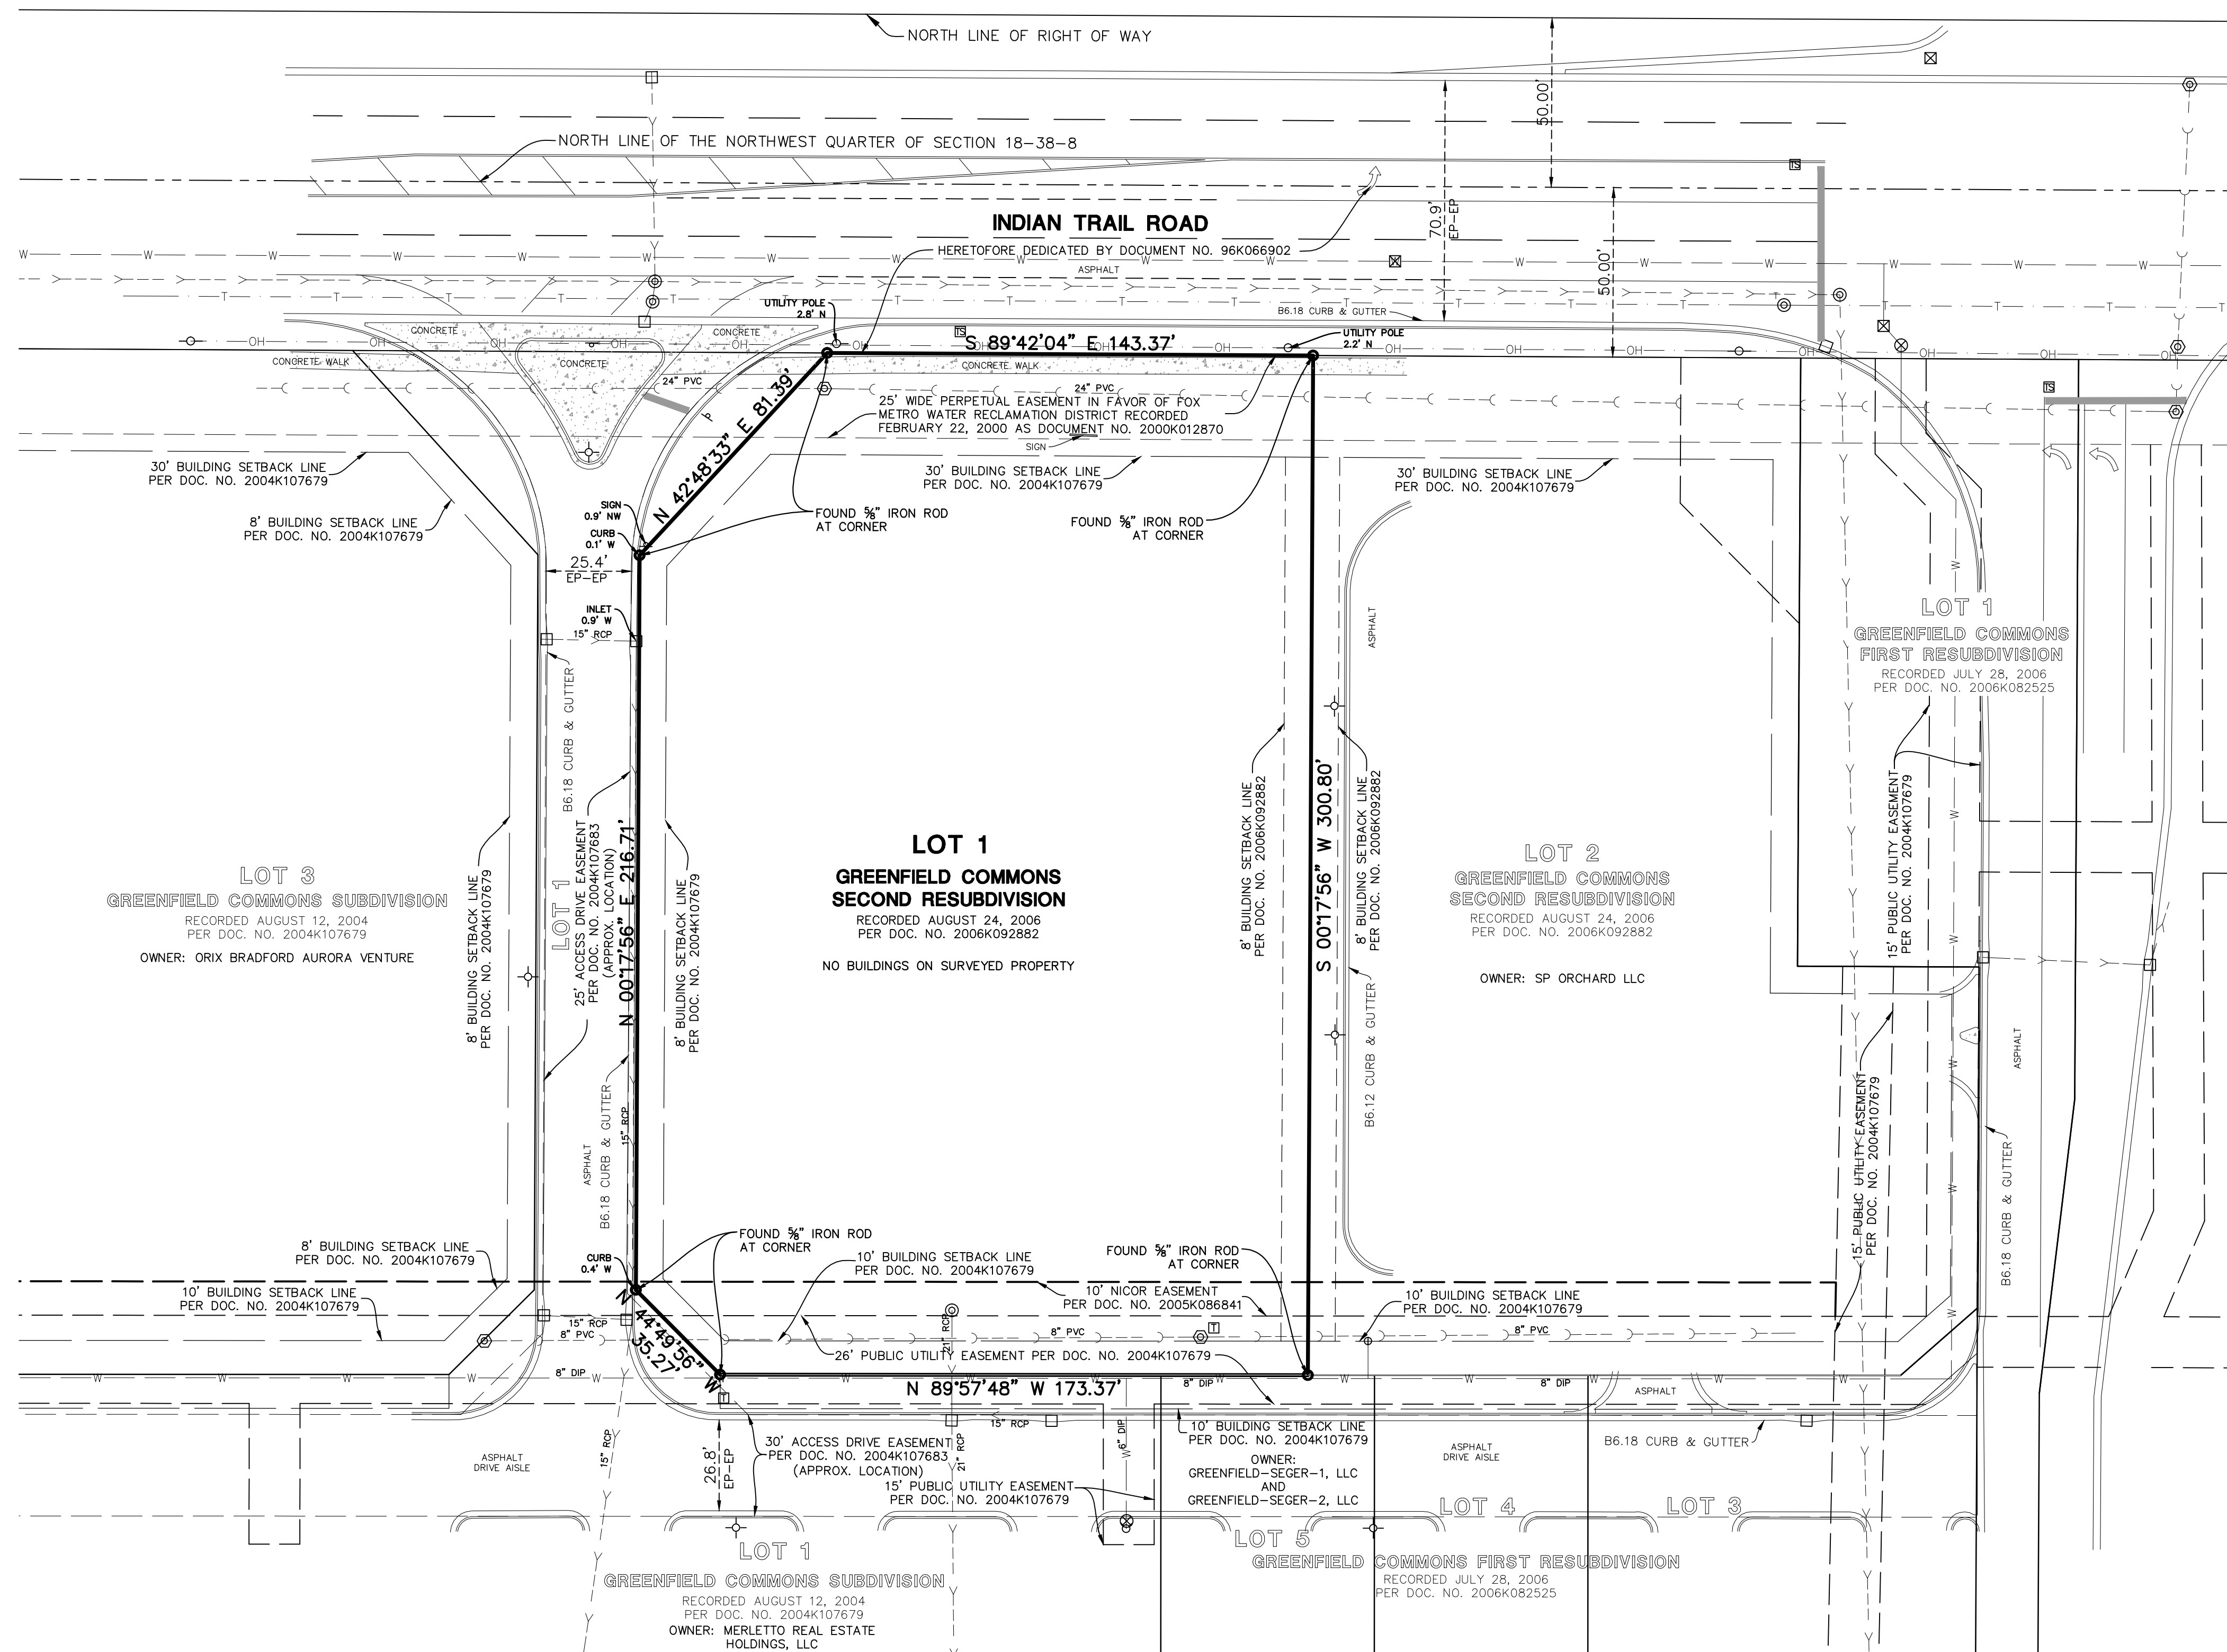 NORTH LINE OF RIGHT OF WAY
50.00'
NORTH LINE OF THE NORTHWEST QUARTER OF SECTION 18-38-8
TS
70.9'
EP-EP
INDIAN TRAIL ROAD
HERETOFORE DEDICATED BY DOCUMENT NO. 96K066902
ASPHALT
50.00'
UTILITY POLE
2.8' N
B6.18 CURB & GUTTER
TS
UTILITY POLE
2.2' N
CONCRETE
CONCRETE
CONCRETE
CONCRETE WALK
S 89°42'04" E 143.37'
CONCRETE WALK
24" PVC
24" PVC
TS
P
25' WIDE PERPETUAL EASEMENT IN FAVOR OF FOX
METRO WATER RECLAMATION DISTRICT RECORDED
FEBRUARY 22, 2000 AS DOCUMENT NO. 2000K012870
SIGN
N 42°48'33" E 81.39'
30' BUILDING SETBACK LINE
PER DOC. NO. 2004K107679
30' BUILDING SETBACK LINE
PER DOC. NO. 2004K107679
30' BUILDING SETBACK LINE
PER DOC. NO. 2004K107679
8' BUILDING SETBACK LINE
PER DOC. NO. 2004K107679
SIGN
0.9' NW
CURB
0.1' W
FOUND ⅝" IRON ROD
AT CORNER
FOUND ⅝" IRON ROD
AT CORNER
25.4'
EP-EP
INLET
0.9' W
15" RCP
ASPHALT
LOT 1
GREENFIELD COMMONS
FIRST RESUBDIVISION
RECORDED JULY 28, 2006
PER DOC. NO. 2006K082525
B6.18 CURB & GUTTER
8' BUILDING SETBACK LINE
PER DOC. NO. 2004K107679
LOT 1
25' ACCESS DRIVE EASEMENT
PER DOC. NO. 2004K107683
(APPROX. LOCATION)
N 00°17'56" E 216.71'
8' BUILDING SETBACK LINE
PER DOC. NO. 2004K107679
8' BUILDING SETBACK LINE
PER DOC. NO. 2006K092882
S 00°17'56" W 300.80'
8' BUILDING SETBACK LINE
PER DOC. NO. 2006K092882
15' PUBLIC UTILITY EASEMENT
PER DOC. NO. 2004K107679
LOT 3
GREENFIELD COMMONS SUBDIVISION
RECORDED AUGUST 12, 2004
PER DOC. NO. 2004K107679
OWNER: ORIX BRADFORD AURORA VENTURE
LOT 1
GREENFIELD COMMONS
SECOND RESUBDIVISION
RECORDED AUGUST 24, 2006
PER DOC. NO. 2006K092882
NO BUILDINGS ON SURVEYED PROPERTY
LOT 2
GREENFIELD COMMONS
SECOND RESUBDIVISION
RECORDED AUGUST 24, 2006
PER DOC. NO. 2006K092882
OWNER: SP ORCHARD LLC
ASPHALT
B6.18 CURB & GUTTER
15" RCP
B6.12 CURB & GUTTER
15' PUBLIC UTILITY EASEMENT
PER DOC. NO. 2004K107679
ASPHALT
B6.18 CURB & GUTTER
8' BUILDING SETBACK LINE
PER DOC. NO. 2004K107679
CURB
0.4' W
FOUND ⅝" IRON ROD
AT CORNER
10' BUILDING SETBACK LINE
PER DOC. NO. 2004K107679
FOUND ⅝" IRON ROD
AT CORNER
10' BUILDING SETBACK LINE
PER DOC. NO. 2004K107679
10' NICOR EASEMENT
PER DOC. NO. 2005K086841
10' BUILDING SETBACK LINE
PER DOC. NO. 2004K107679
15" RCP
8" PVC
N 44°49'56" W
35.27'
21" RCP
8" PVC
T
8" PVC
26' PUBLIC UTILITY EASEMENT PER DOC. NO. 2004K107679
8" DIP
N 89°57'48" W 173.37'
8" DIP
8" DIP
T
ASPHALT
15" RCP
6" DIP
10' BUILDING SETBACK LINE
PER DOC. NO. 2004K107679
B6.18 CURB & GUTTER
ASPHALT
DRIVE AISLE
15" RCP
26.8'
EP-EP
30' ACCESS DRIVE EASEMENT
PER DOC. NO. 2004K107683
(APPROX. LOCATION)
21" RCP
15' PUBLIC UTILITY EASEMENT
PER DOC. NO. 2004K107679
OWNER:
GREENFIELD-SEGER-1, LLC
AND
GREENFIELD-SEGER-2, LLC
ASPHALT
DRIVE AISLE
LOT 4
LOT 3
LOT 5
GREENFIELD COMMONS FIRST RESUBDIVISION
RECORDED JULY 28, 2006
PER DOC. NO. 2006K082525
LOT 1
GREENFIELD COMMONS SUBDIVISION
RECORDED AUGUST 12, 2004
PER DOC. NO. 2004K107679
OWNER: MERLETTO REAL ESTATE
HOLDINGS, LLC